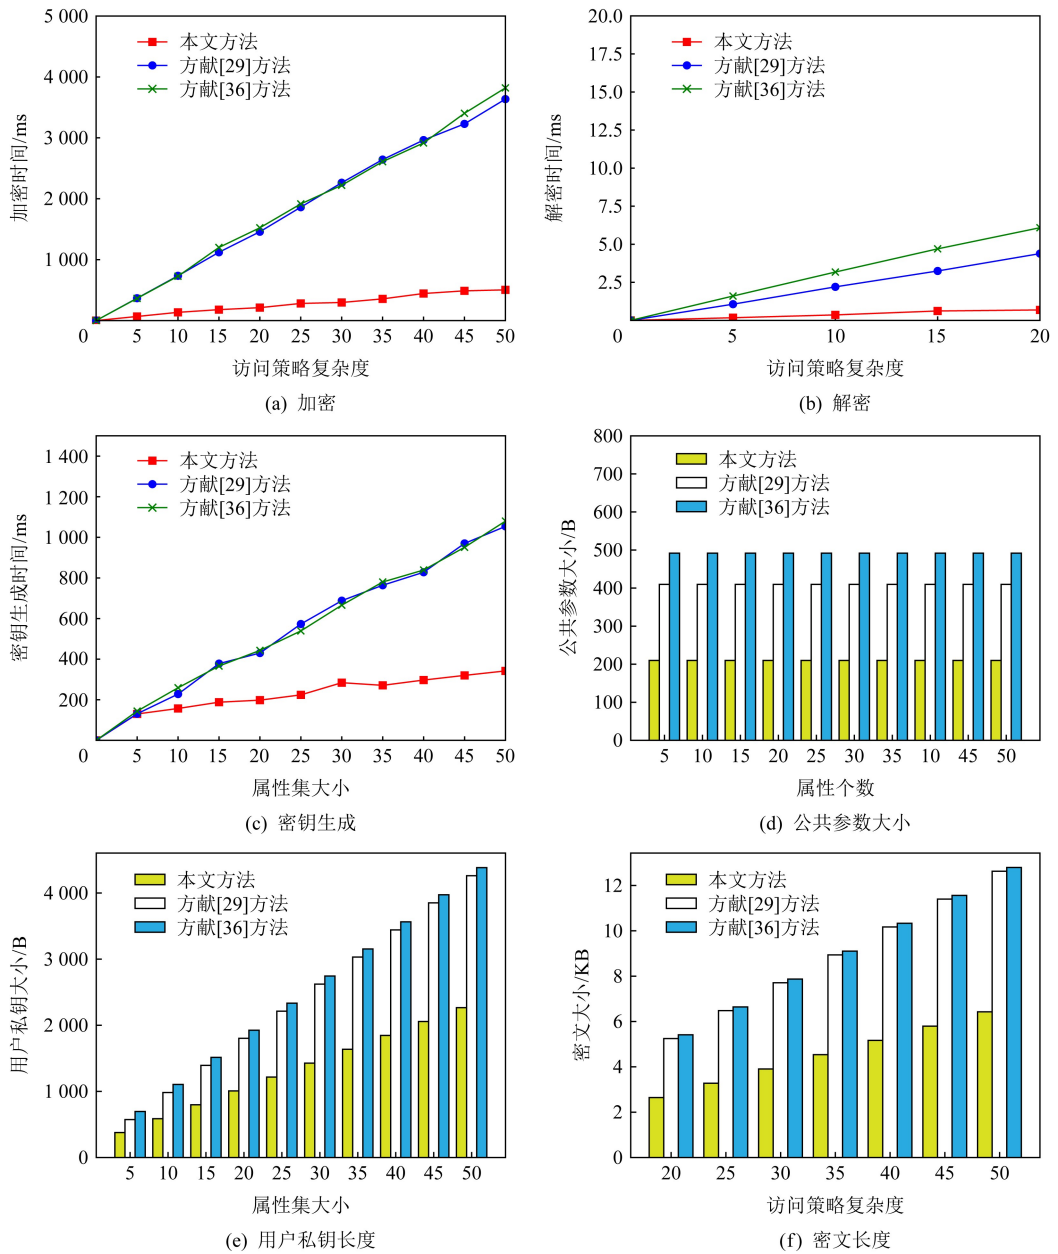 5 000
4 000
3 000
2 000
1 000
0 5 10 15 20 25 30 35 40 45 50
加密时间/ms
本文方法
方献[29]方法
方献[36]方法
访问策略复杂度
(a) 加密
20.0
17.5
15.0
12.5
10.0
7.5
5.0
2.5
0 5 10 15 20
解密时间/ms
本文方法
方献[29]方法
方献[36]方法
访问策略复杂度
(b) 解密
1 400
1 200
1 000
800
600
400
200
0 5 10 15 20 25 30 35 40 45 50
密钥生成时间/ms
本文方法
方献[29]方法
方献[36]方法
属性集大小
(c) 密钥生成
800
700
600
500
400
300
200
100
0
5 10 15 20 25 30 35 10 45 50
公共参数大小/B
本文方法
方献[29]方法
方献[36]方法
属性个数
(d) 公共参数大小
4 000
3 000
2 000
1 000
0
5 10 15 20 25 30 35 40 45 50
用户私钥大小/B
本文方法
方献[29]方法
方献[36]方法
属性集大小
(e) 用户私钥长度
12
10
8
6
4
2
0
20 25 30 35 40 45 50
密文大小/KB
本文方法
方献[29]方法
方献[36]方法
访问策略复杂度
(f) 密文长度